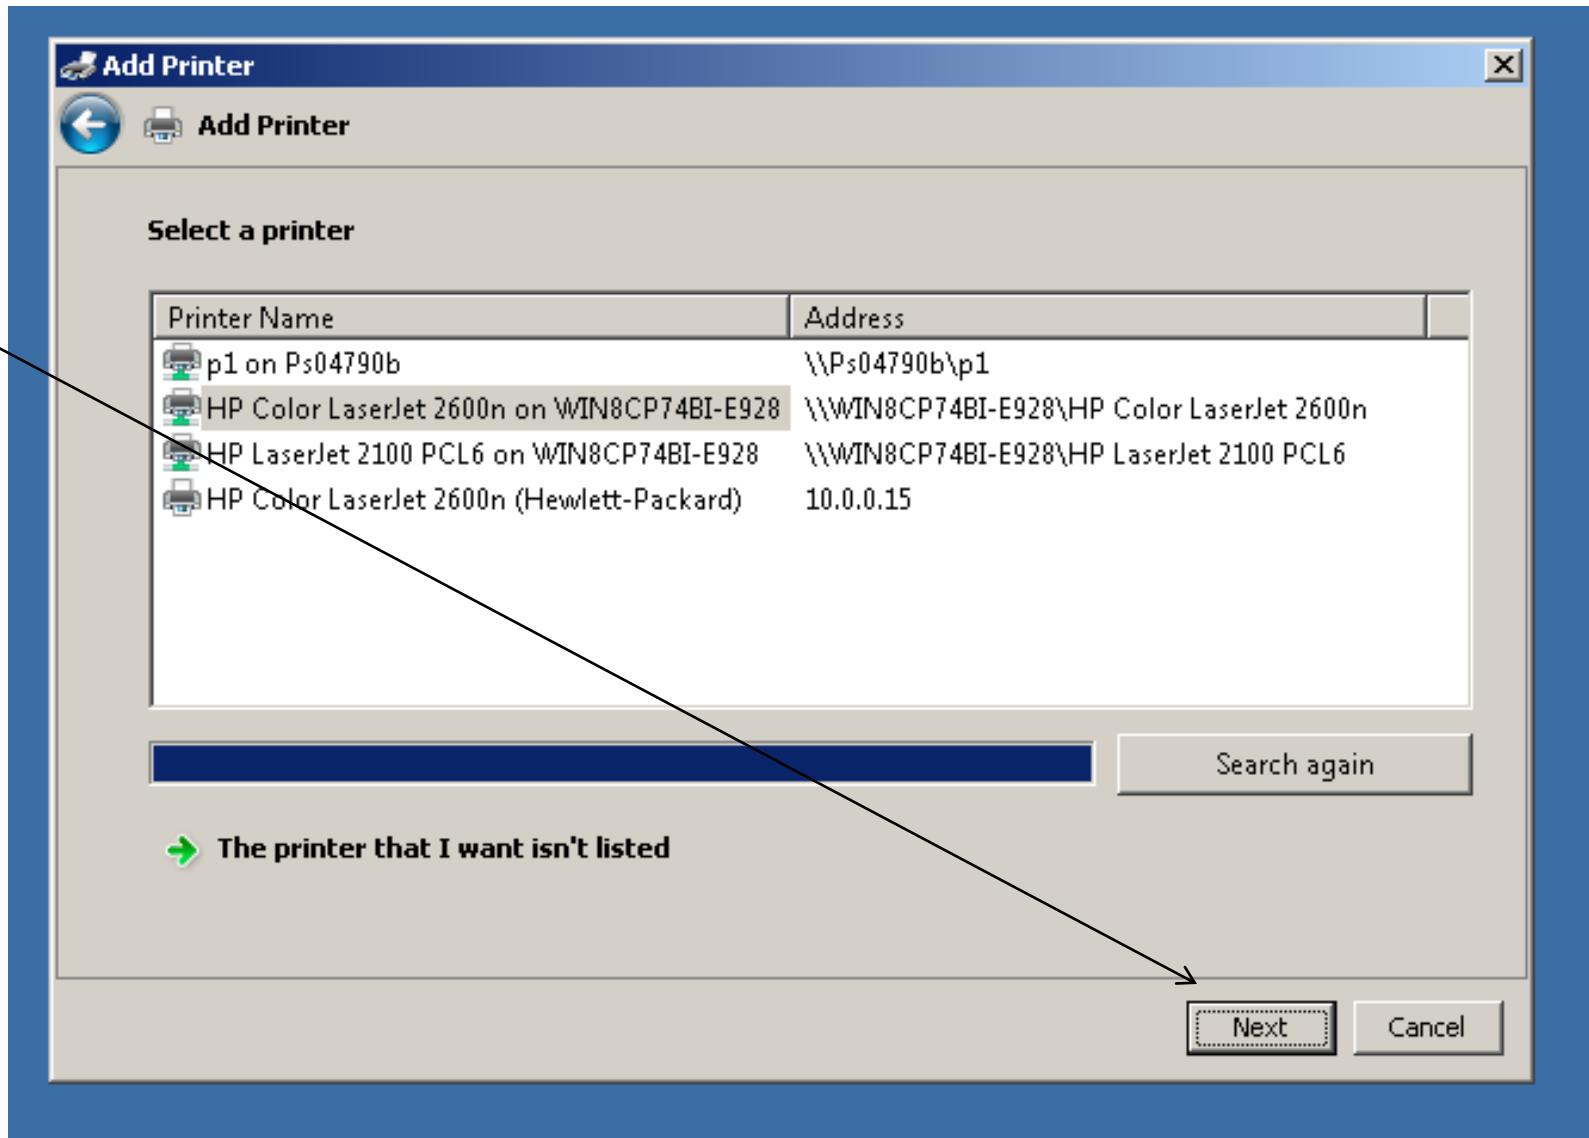 Add Printer
Add Printer
Select a printer
Printer Name Address
p1 on Ps04790b \\Ps04790b\p1
HP Color LaserJet 2600n on WIN8CP74BI-E928 \\WIN8CP74BI-E928\HP Color LaserJet 2600n
HP LaserJet 2100 PCL6 on WIN8CP74BI-E928 \\WIN8CP74BI-E928\HP LaserJet 2100 PCL6
HP Color LaserJet 2600n (Hewlett-Packard) 10.0.0.15
Search again
The printer that I want isn't listed
Next Cancel